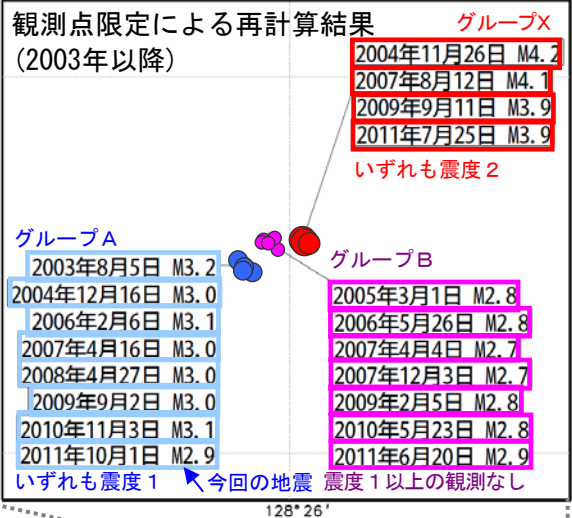 観測点限定による再計算結果
(2003年以降)
グループX
2004年11月26日 M4.2
2007年8月12日 M4.1
2009年9月11日 M3.9
2011年7月25日 M3.9
いずれも震度２
グループA
2003年8月5日 M3.2
2004年12月16日 M3.0
2006年2月6日 M3.1
2007年4月16日 M3.0
2008年4月27日 M3.0
2009年9月2日 M3.0
2010年11月3日 M3.1
2011年10月1日 M2.9
いずれも震度１
今回の地震
グループB
2005年3月1日 M2.8
2006年5月26日 M2.8
2007年4月4日 M2.7
2007年12月3日 M2.7
2009年2月5日 M2.8
2010年5月23日 M2.8
2011年6月20日 M2.9
震度１以上の観測なし
128°26′